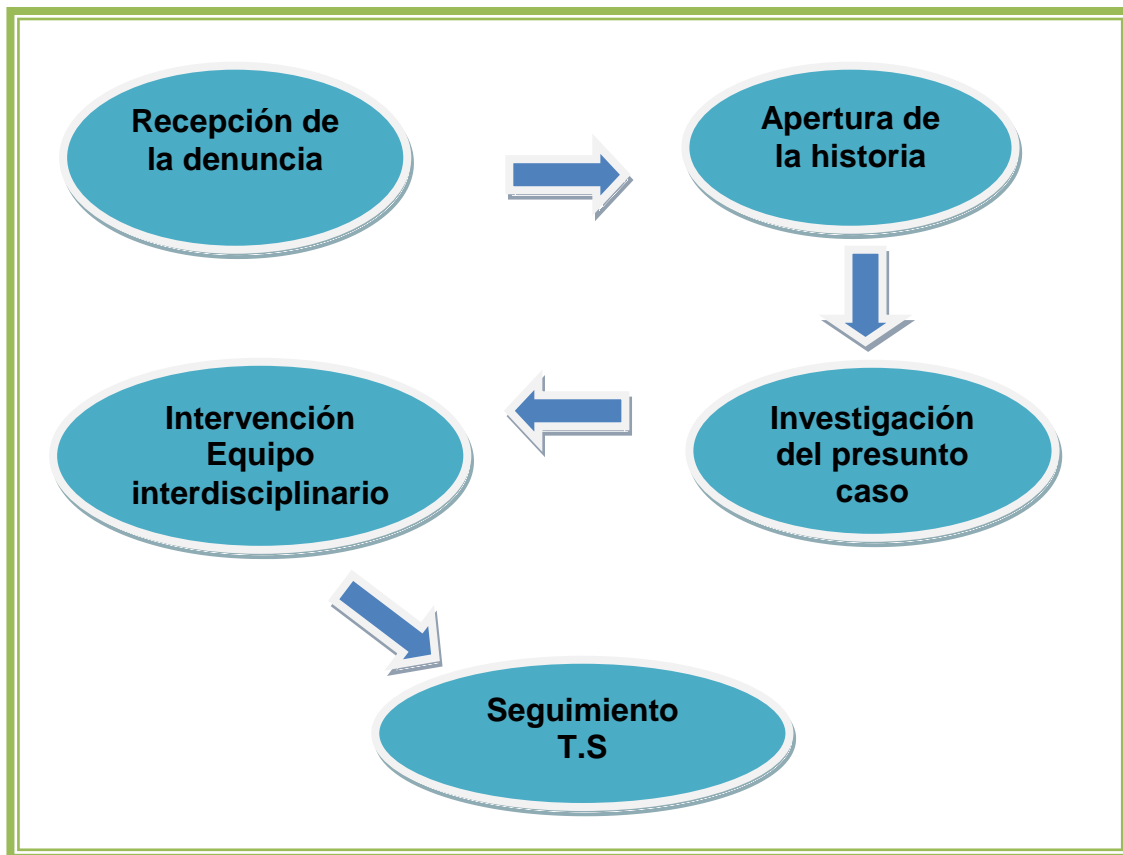 Recepción de
la denuncia
Apertura de
la historia
Investigación
del presunto
caso
Intervención
Equipo
interdisciplinario
Seguimiento
T.S